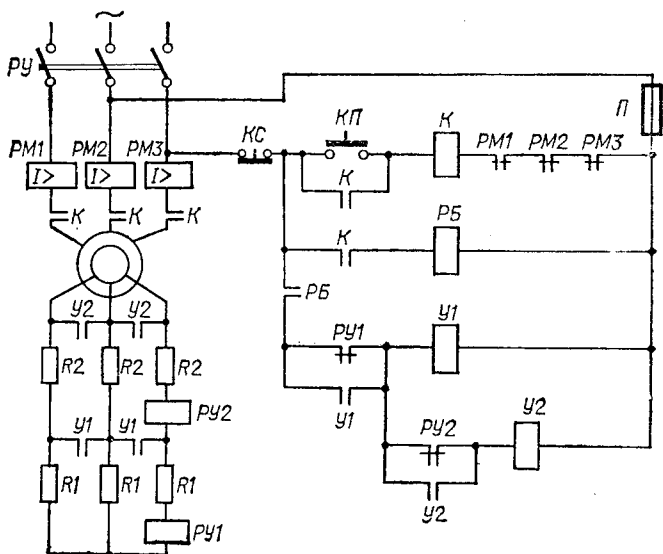 ~
РУ
П
КС
КП
К
РМ1
РМ2
РМ3
РМ1
РМ2
РМ3
I>
I>
I>
К
К
К
К
К
РБ
РБ
У2
У2
РУ1
У1
У1
R2
R2
R2
РУ2
РУ2
У2
У2
У1
У1
R1
R1
R1
РУ1